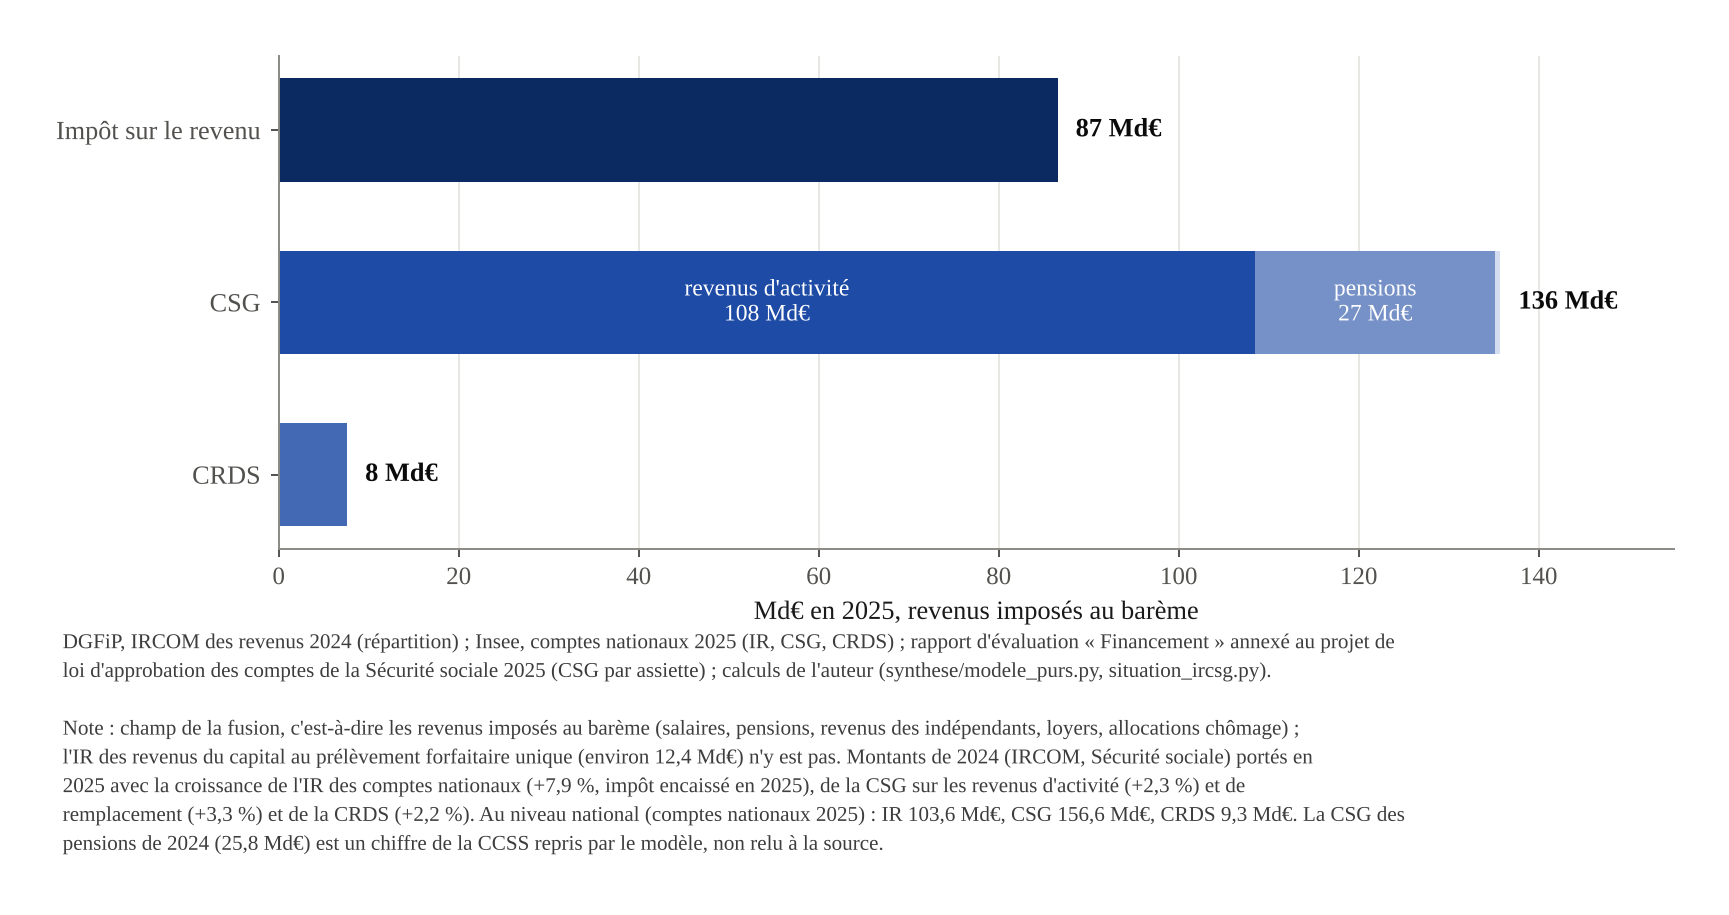 Impôt sur le revenu
87 Md€
CSG
revenus d'activité
108 Md€
pensions
27 Md€
136 Md€
CRDS
8 Md€
0 20 40 60 80 100 120 140
Md€ en 2025, revenus imposés au barème
DGFiP, IRCOM des revenus 2024 (répartition) ; Insee, comptes nationaux 2025 (IR, CSG, CRDS) ; rapport d'évaluation « Financement » annexé au projet de
loi d'approbation des comptes de la Sécurité sociale 2025 (CSG par assiette) ; calculs de l'auteur (synthese/modele_purs.py, situation_ircsg.py).
Note : champ de la fusion, c'est-à-dire les revenus imposés au barème (salaires, pensions, revenus des indépendants, loyers, allocations chômage) ;
l'IR des revenus du capital au prélèvement forfaitaire unique (environ 12,4 Md€) n'y est pas. Montants de 2024 (IRCOM, Sécurité sociale) portés en
2025 avec la croissance de l'IR des comptes nationaux (+7,9 %, impôt encaissé en 2025), de la CSG sur les revenus d'activité (+2,3 %) et de
remplacement (+3,3 %) et de la CRDS (+2,2 %). Au niveau national (comptes nationaux 2025) : IR 103,6 Md€, CSG 156,6 Md€, CRDS 9,3 Md€. La CSG des
pensions de 2024 (25,8 Md€) est un chiffre de la CCSS repris par le modèle, non relu à la source.